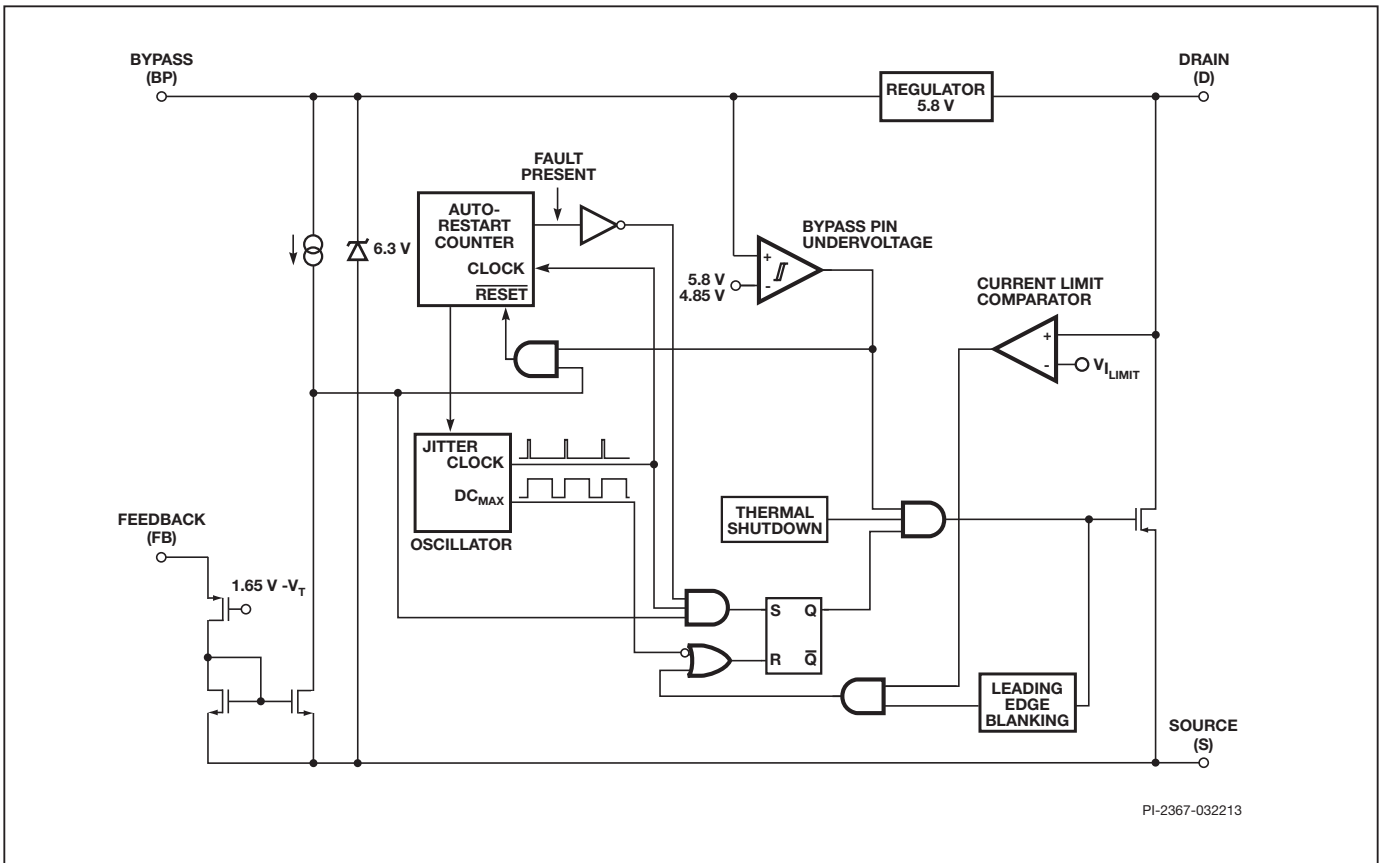 BYPASS
(BP)
DRAIN
(D)
REGULATOR
5.8 V
FAULT
PRESENT
AUTO-
RESTART
COUNTER
CLOCK
RESET
6.3 V
BYPASS PIN
UNDERVOLTAGE
+
-
5.8 V
4.85 V
CURRENT LIMIT
COMPARATOR
+
-
VILIMIT
JITTER
CLOCK
DCMAX
OSCILLATOR
THERMAL
SHUTDOWN
FEEDBACK
(FB)
1.65 V -VT
S Q
R Q
LEADING
EDGE
BLANKING
SOURCE
(S)
PI-2367-032213